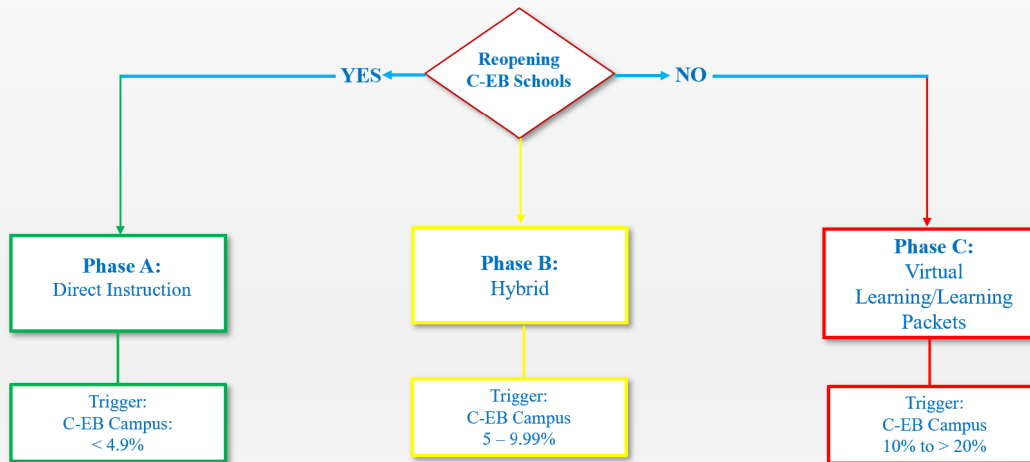 Reopening
C-EB Schools
YES
NO
Phase A:
Direct Instruction
Phase B:
Hybrid
Phase C:
Virtual
Learning/Learning
Packets
Trigger:
C-EB Campus:
< 4.9%
Trigger:
C-EB Campus
5 – 9.99%
Trigger:
C-EB Campus
10% to > 20%